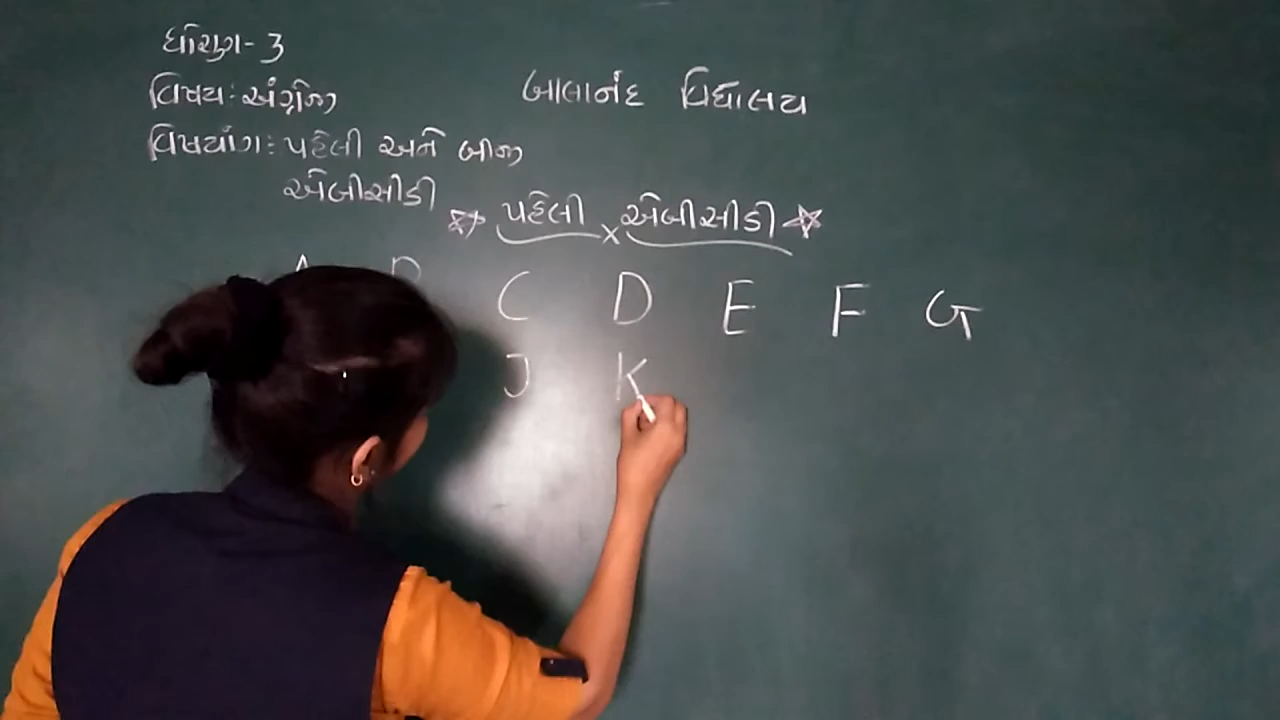 ધોરણ-3
વિષય: અંગ્રેજી
બાલાનંદ વિદ્યાલય
વિષયાંગ: પહેલી અને બીજી
એબીસીડી
પહેલી x એબીસીડી
A B C D E F G
J K